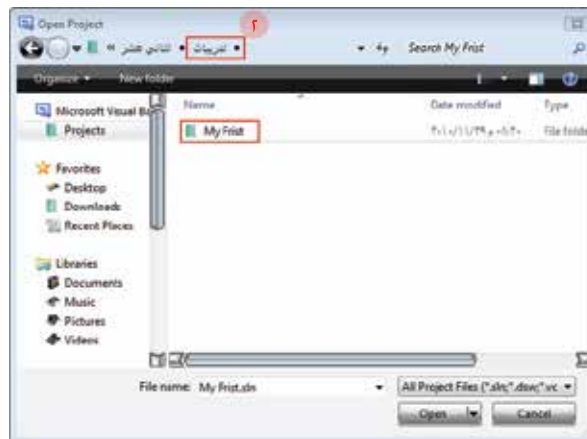 Open Project
٢
« ثاني عشر • تدريبات •
Search My Frist
Organize
New folder
Name
Date modified
Type
Microsoft Visual Ba
Projects
My Frist
File folde
Favorites
Desktop
Downloads
Recent Places
Libraries
Documents
Music
Pictures
Videos
File name: My Frist.sln
All Project Files (*.sln;*.dsw;*.vc
Open
Cancel